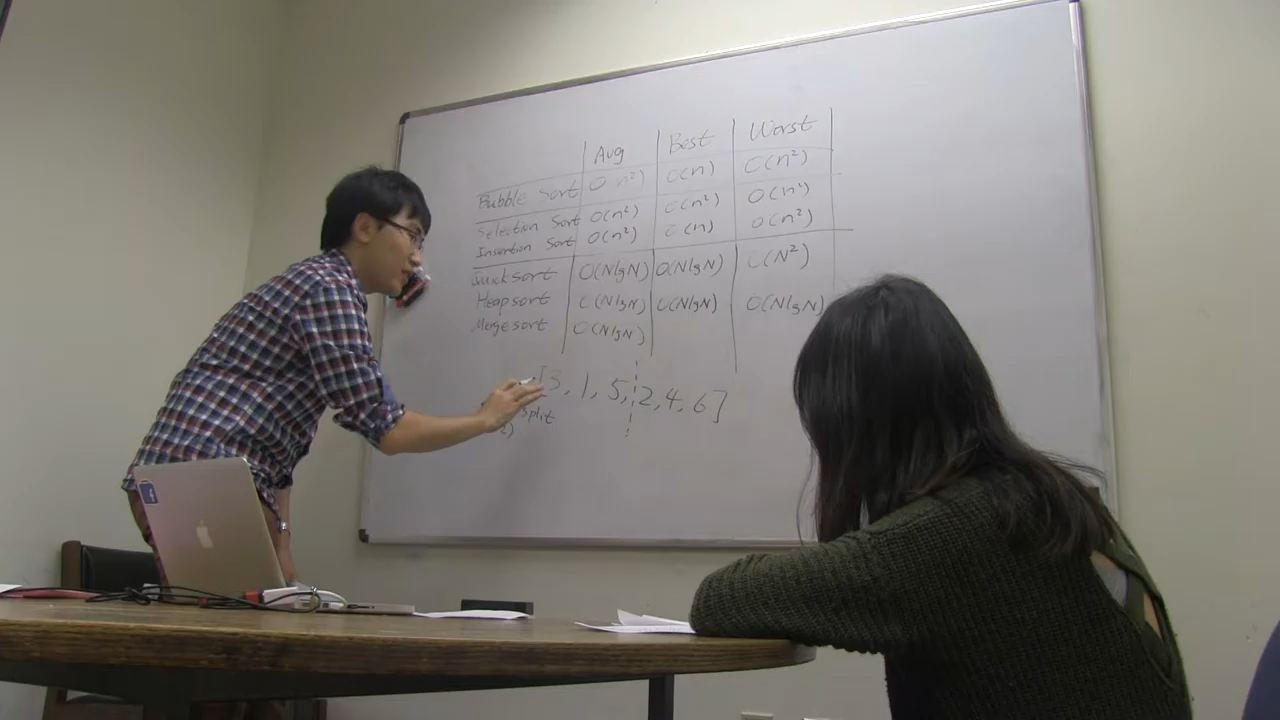 Avg Best Worst
Bubble Sort O(n²) O(n) O(n²)
Selection Sort O(n²) O(n²) O(n²)
Insertion Sort O(n²) O(n) O(n²)
Quicksort O(NlgN) O(NlgN) O(N²)
Heapsort O(NlgN) O(NlgN) O(NlgN)
Mergesort O(NlgN)
[3, 1, 5, 2, 4, 6]
split
2)